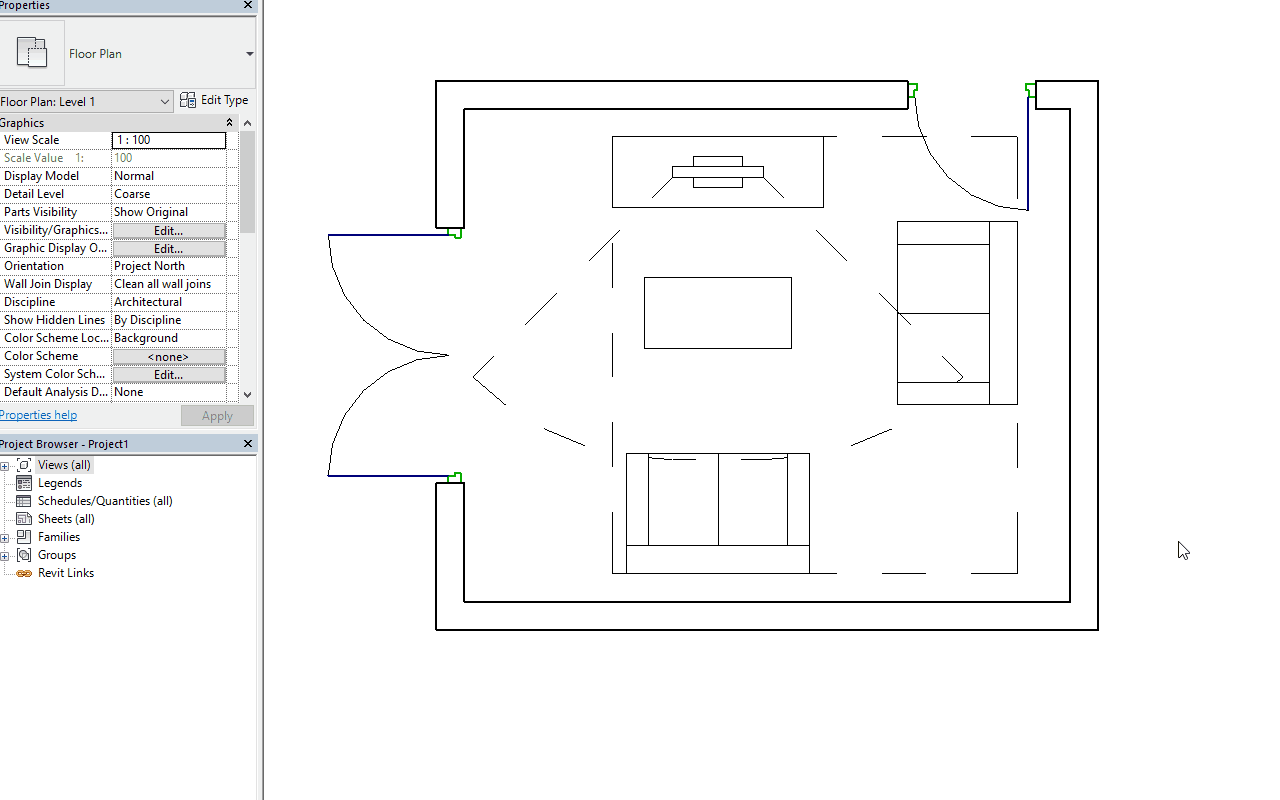 Properties
Floor Plan
Floor Plan: Level 1 Edit Type
Graphics
View Scale 1 : 100
Scale Value 1: 100
Display Model Normal
Detail Level Coarse
Parts Visibility Show Original
Visibility/Graphics... Edit...
Graphic Display O... Edit...
Orientation Project North
Wall Join Display Clean all wall joins
Discipline Architectural
Show Hidden Lines By Discipline
Color Scheme Loc... Background
Color Scheme <none>
System Color Sch... Edit...
Default Analysis D... None
Properties help Apply
Project Browser - Project1
Views (all)
Legends
Schedules/Quantities (all)
Sheets (all)
Families
Groups
Revit Links